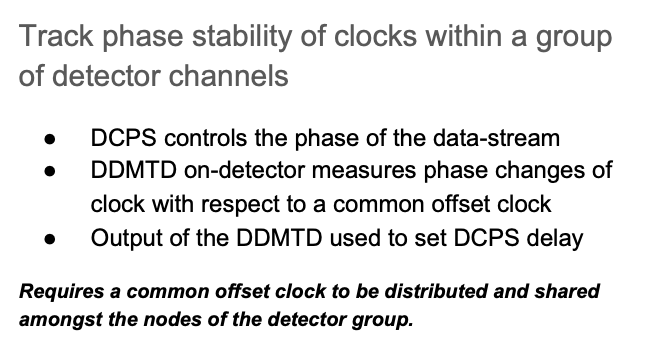 Track phase stability of clocks within a group
of detector channels
● DCPS controls the phase of the data-stream
● DDMTD on-detector measures phase changes of
clock with respect to a common offset clock
● Output of the DDMTD used to set DCPS delay
Requires a common offset clock to be distributed and shared
amongst the nodes of the detector group.